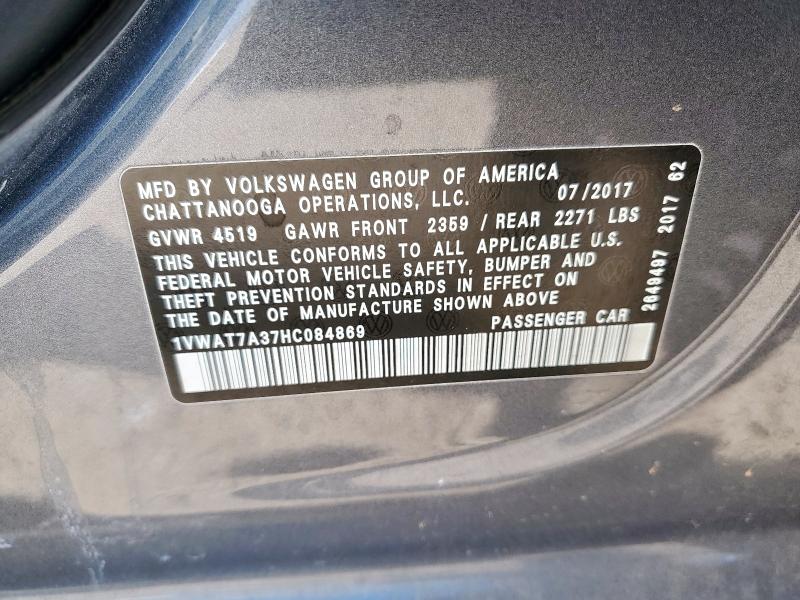 MFD BY VOLKSWAGEN GROUP OF AMERICA
CHATTANOOGA OPERATIONS, LLC. 07/2017
GVWR 4519 GAWR FRONT 2359 / REAR 2271 LBS
THIS VEHICLE CONFORMS TO ALL APPLICABLE U.S.
FEDERAL MOTOR VEHICLE SAFETY, BUMPER AND
THEFT PREVENTION STANDARDS IN EFFECT ON
THE DATE OF MANUFACTURE SHOWN ABOVE
1VWAT7A37HC084869 PASSENGER CAR
2849487 2017 62